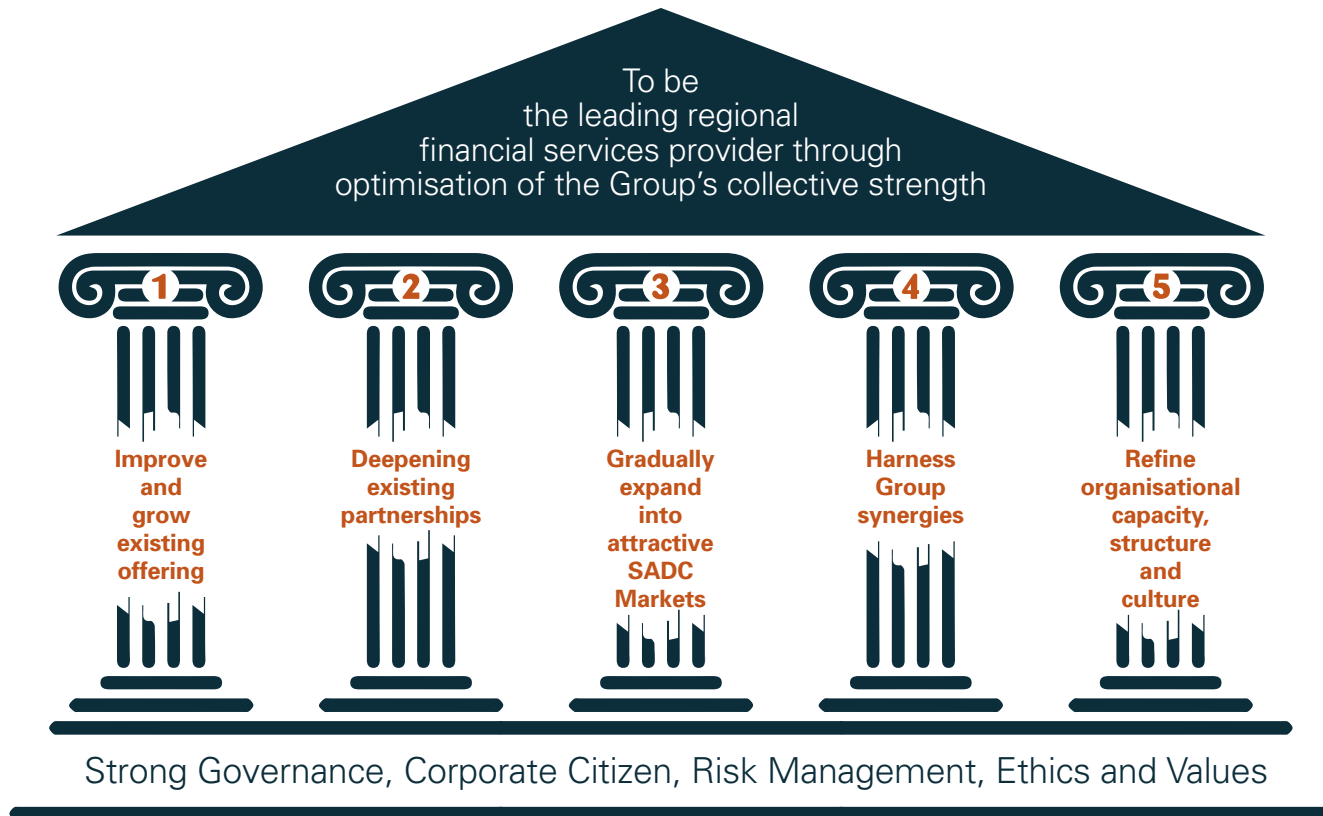 To be
the leading regional
financial services provider through
optimisation of the Group's collective strength
1
Improve
and
grow
existing
offering
2
Deepening
existing
partnerships
3
Gradually
expand
into
attractive
SADC
Markets
4
Harness
Group
synergies
5
Refine
organisational
capacity,
structure
and
culture
Strong Governance, Corporate Citizen, Risk Management, Ethics and Values